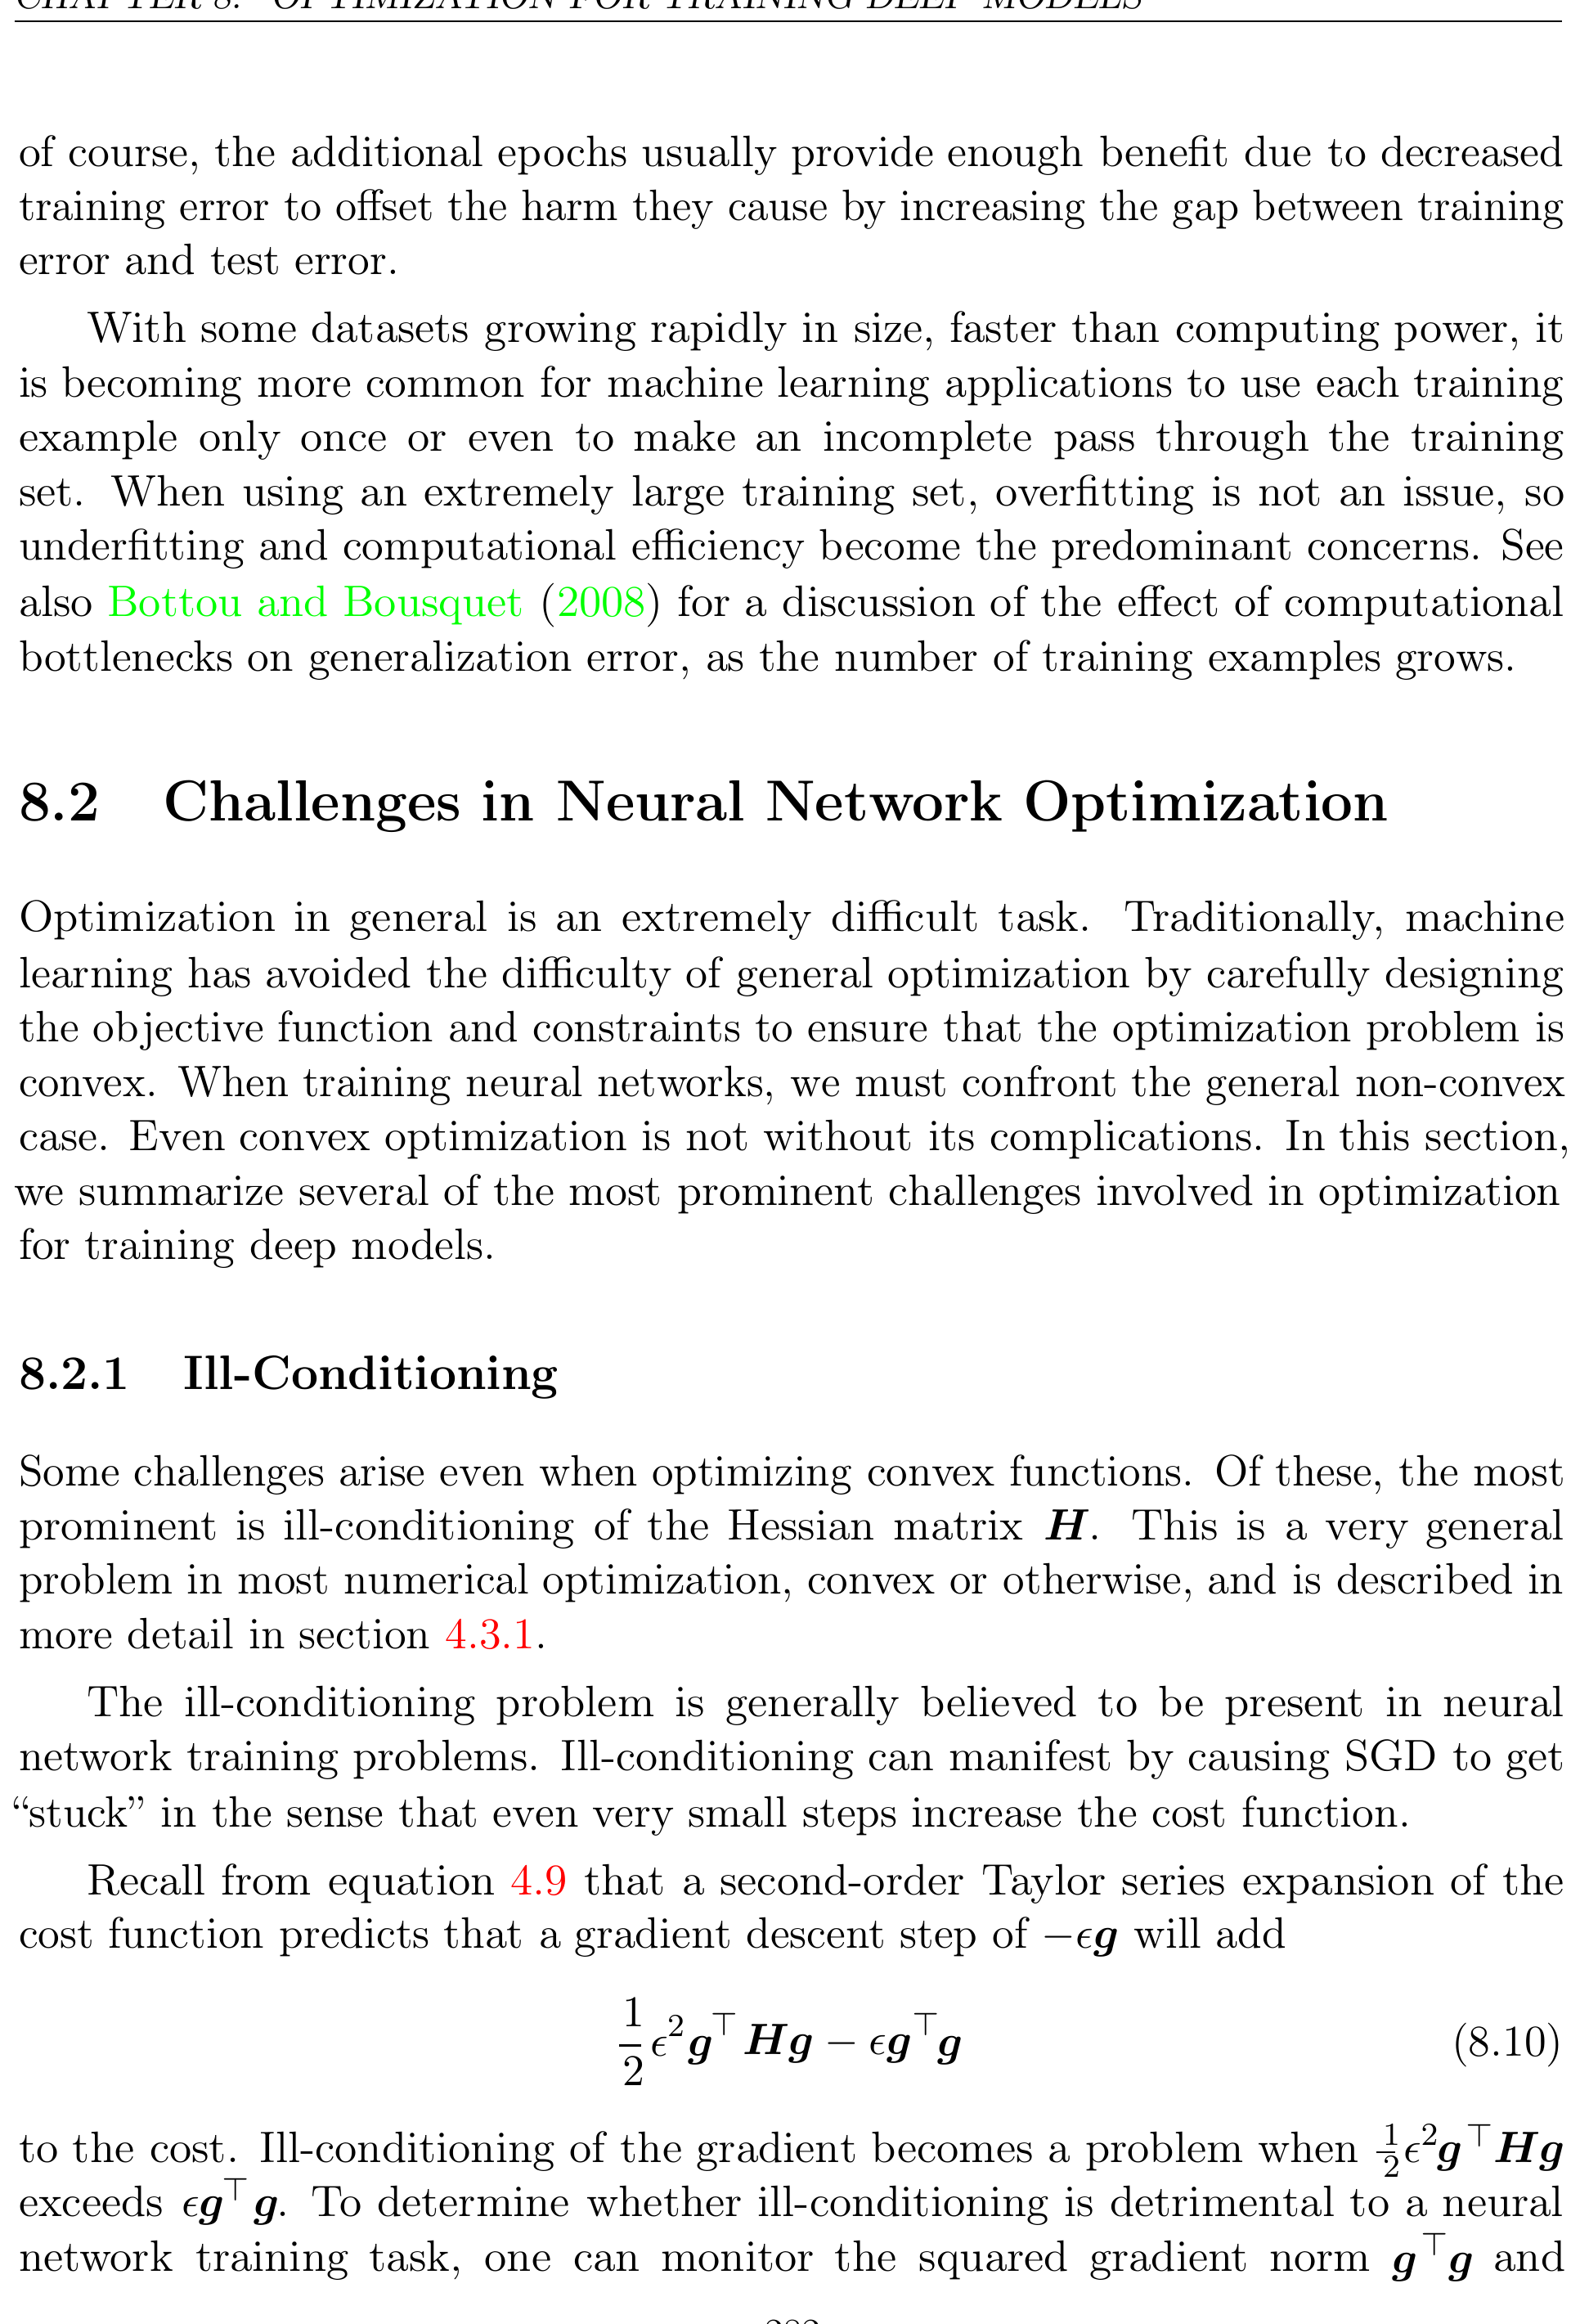 CHAPTER 8. OPTIMIZATION FOR TRAINING DEEP MODELS
of course, the additional epochs usually provide enough benefit due to decreased
training error to offset the harm they cause by increasing the gap between training
error and test error.
With some datasets growing rapidly in size, faster than computing power, it
is becoming more common for machine learning applications to use each training
example only once or even to make an incomplete pass through the training
set. When using an extremely large training set, overfitting is not an issue, so
underfitting and computational efficiency become the predominant concerns. See
also Bottou and Bousquet (2008) for a discussion of the effect of computational
bottlenecks on generalization error, as the number of training examples grows.
8.2 Challenges in Neural Network Optimization
Optimization in general is an extremely difficult task. Traditionally, machine
learning has avoided the difficulty of general optimization by carefully designing
the objective function and constraints to ensure that the optimization problem is
convex. When training neural networks, we must confront the general non-convex
case. Even convex optimization is not without its complications. In this section,
we summarize several of the most prominent challenges involved in optimization
for training deep models.
8.2.1 Ill-Conditioning
Some challenges arise even when optimizing convex functions. Of these, the most
prominent is ill-conditioning of the Hessian matrix H. This is a very general
problem in most numerical optimization, convex or otherwise, and is described in
more detail in section 4.3.1.
The ill-conditioning problem is generally believed to be present in neural
network training problems. Ill-conditioning can manifest by causing SGD to get
“stuck” in the sense that even very small steps increase the cost function.
Recall from equation 4.9 that a second-order Taylor series expansion of the
cost function predicts that a gradient descent step of −ϵg will add
1/2 ϵ²g⊤Hg − ϵg⊤g (8.10)
to the cost. Ill-conditioning of the gradient becomes a problem when 1/2 ϵ²g⊤Hg
exceeds ϵg⊤g. To determine whether ill-conditioning is detrimental to a neural
network training task, one can monitor the squared gradient norm g⊤g and